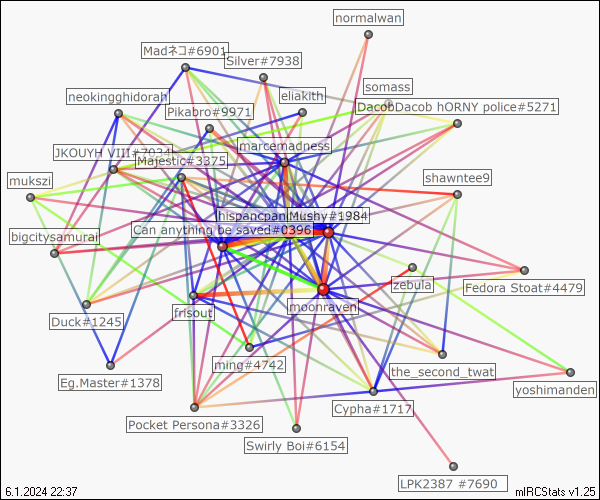 normalwan
Madネコ#6901
Silver#7938
neokingghidorah
eliakith
somass
Pikabro#9971
DacobDacob hORNY police#5271
marcemadness
JKOUYH VIII#7034
Majestic#3375
mukszi
shawntee9
hispancpani
Mushy#1984
bigcitysamurai
Can anything be saved#0396
zebula
Fedora Stoat#4479
moonraven
frisout
Duck#1245
ming#4742
the_second_twat
Eg.Master#1378
yoshimanden
Cypha#1717
Pocket Persona#3326
Swirly Boi#6154
LPK2387 #7690
6.1.2024 22:37
mIRCStats v1.25